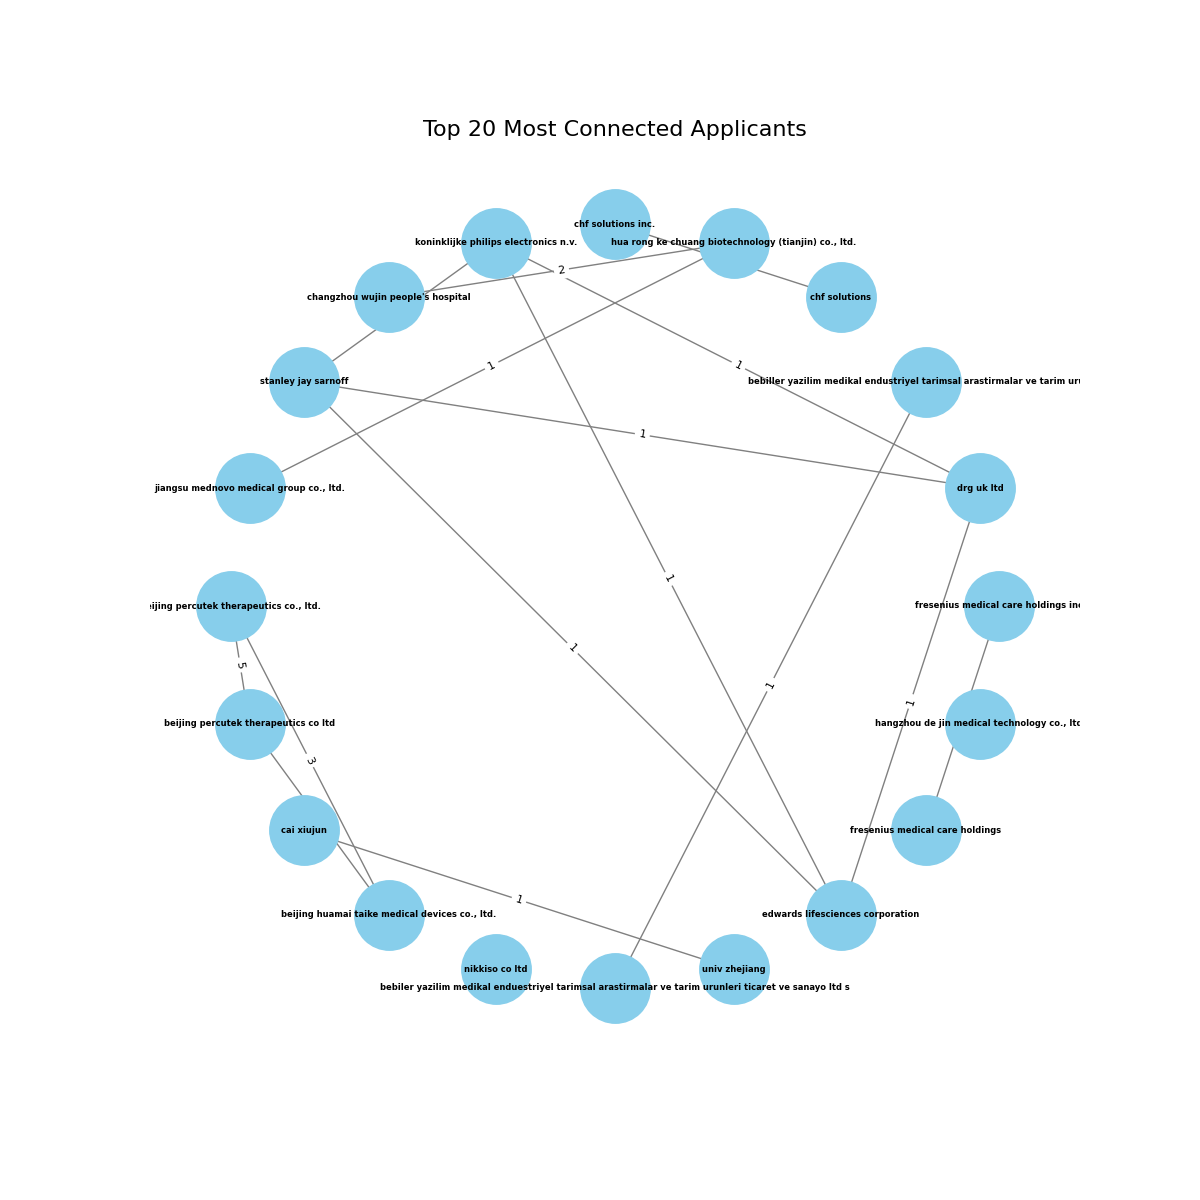 Top 20 Most Connected Applicants
chf solutions inc.
koninklijke philips electronics n.v.
hua rong ke chuang biotechnology (tianjin) co., ltd.
2
changzhou wujin people's hospital
chf solutions
1
1
stanley jay sarnoff
bebiller yazilim medikal endustriyel tarimsal arastirmalar ve tarim
1
jiangsu mednovo medical group co., ltd.
drg uk ltd
1
eijing percutek therapeutics co., ltd.
fresenius medical care holdings
1
5
1
1
beijing percutek therapeutics co ltd
hangzhou de jin medical technology co.,
3
cai xiujun
fresenius medical care holdings
1
beijing huamai taike medical devices co., ltd.
edwards lifesciences corporation
nikkiso co ltd
univ zhejiang
bebiler yazilim medikal enduestriyel tarimsal arastirmalar ve tarim urunleri ticaret ve sanayo ltd s